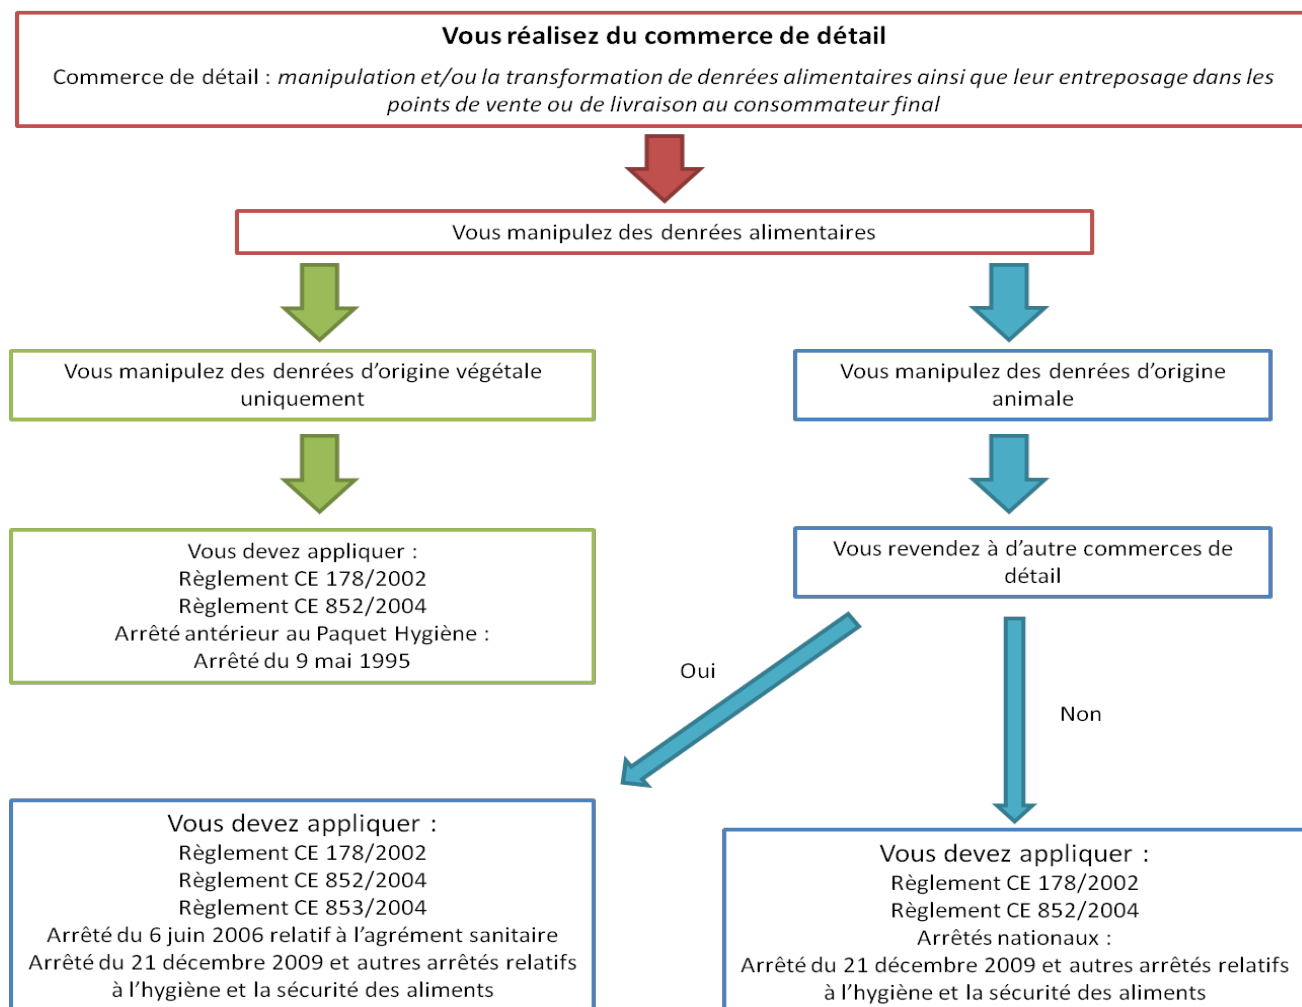 Vous réalisez du commerce de détail
Commerce de détail : manipulation et/ou la transformation de denrées alimentaires ainsi que leur entreposage dans les
points de vente ou de livraison au consommateur final
Vous manipulez des denrées alimentaires
Vous manipulez des denrées d’origine végétale
uniquement
Vous manipulez des denrées d’origine
animale
Vous devez appliquer :
Règlement CE 178/2002
Règlement CE 852/2004
Arrêté antérieur au Paquet Hygiène :
Arrêté du 9 mai 1995
Vous revendez à d’autre commerces de
détail
Oui
Non
Vous devez appliquer :
Règlement CE 178/2002
Règlement CE 852/2004
Règlement CE 853/2004
Arrêté du 6 juin 2006 relatif à l’agrément sanitaire
Arrêté du 21 décembre 2009 et autres arrêtés relatifs
à l’hygiène et la sécurité des aliments
Vous devez appliquer :
Règlement CE 178/2002
Règlement CE 852/2004
Arrêtés nationaux :
Arrêté du 21 décembre 2009 et autres arrêtés relatifs
à l’hygiène et la sécurité des aliments